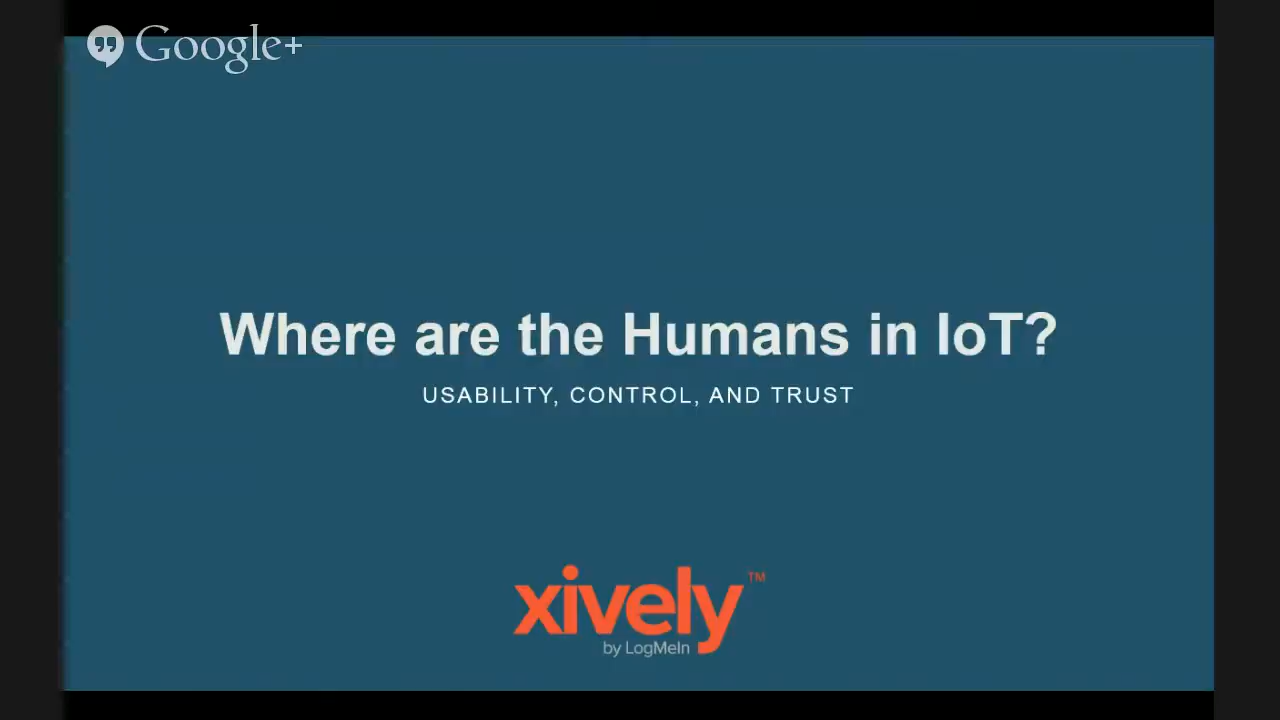 Google+
Where are the Humans in IoT?
USABILITY, CONTROL, AND TRUST
xively™
by LogMeIn